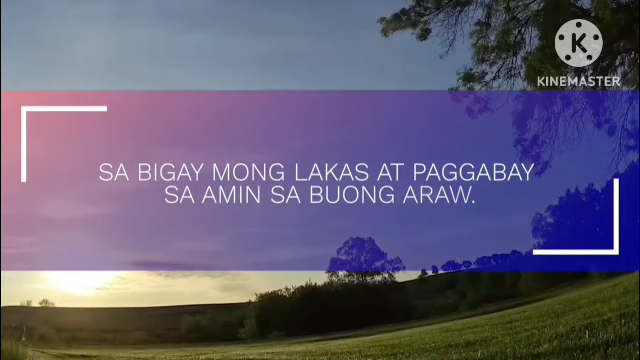 K
KINEMASTER
SA BIGAY MONG LAKAS AT PAGGABAY
SA AMIN SA BUONG ARAW.